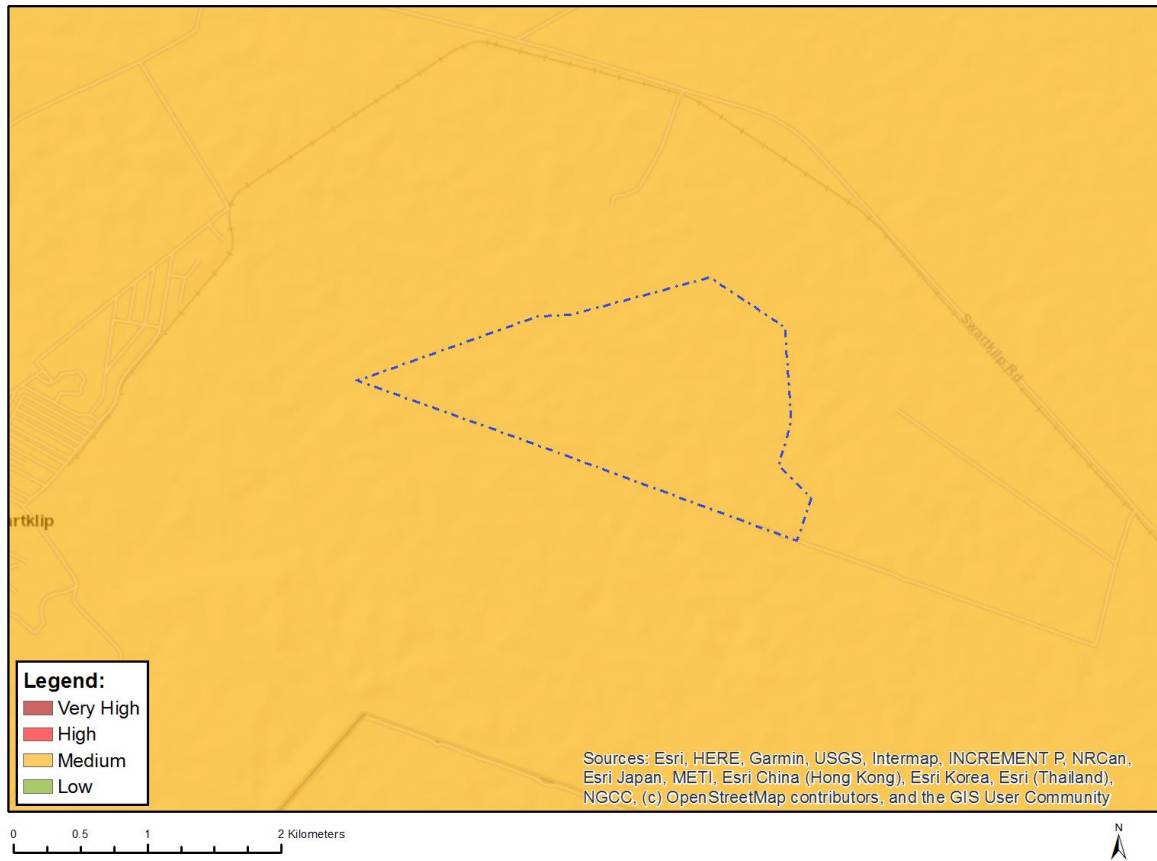 Swartklip Rd
artklip
Legend:
Very High
High
Medium
Low
Sources: Esri, HERE, Garmin, USGS, Intermap, INCREMENT P, NRCan,
Esri Japan, METI, Esri China (Hong Kong), Esri Korea, Esri (Thailand),
NGCC, (c) OpenStreetMap contributors, and the GIS User Community
0 0.5 1 2 Kilometers
N